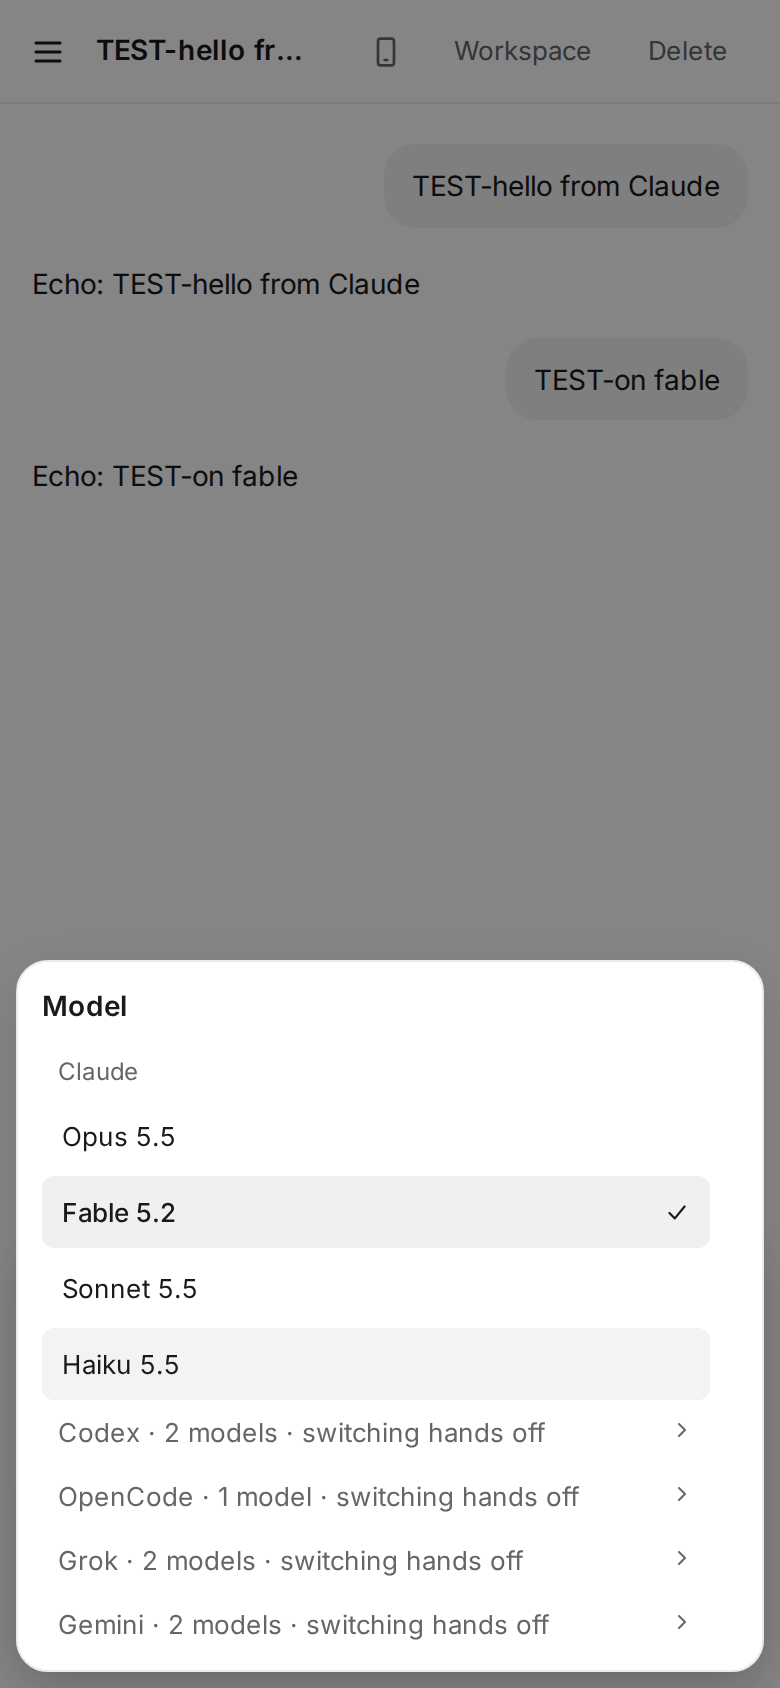 TEST-hello fr...
Workspace
Delete
TEST-hello from Claude
Echo: TEST-hello from Claude
TEST-on fable
Echo: TEST-on fable
Model
Claude
Opus 5.5
Fable 5.2
Sonnet 5.5
Haiku 5.5
Codex · 2 models · switching hands off
OpenCode · 1 model · switching hands off
Grok · 2 models · switching hands off
Gemini · 2 models · switching hands off